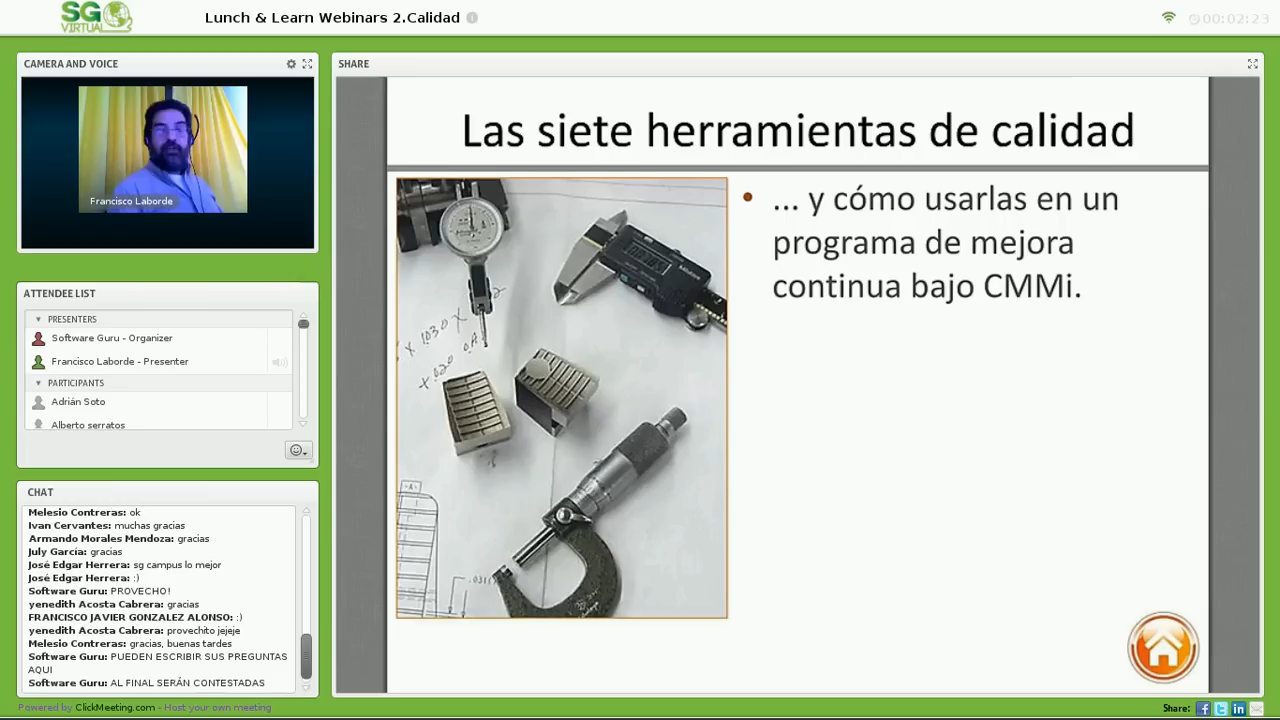 SG
VIRTUAL
Lunch & Learn Webinars 2.Calidad
00:02:23
CAMERA AND VOICE
Francisco Laborde
ATTENDEE LIST
PRESENTERS
Software Guru - Organizer
Francisco Laborde - Presenter
PARTICIPANTS
Adrián Soto
Alberto serratos
CHAT
Melesio Contreras: ok
Ivan Cervantes: muchas gracias
Armando Morales Mendoza: gracias
July García: gracias
José Edgar Herrera: sg campus lo mejor
José Edgar Herrera: :)
Software Guru: PROVECHO!
yenedith Acosta Cabrera: gracias
FRANCISCO JAVIER GONZALEZ ALONSO: :)
yenedith Acosta Cabrera: provechito jejeje
Melesio Contreras: gracias, buenas tardes
Software Guru: PUEDEN ESCRIBIR SUS PREGUNTAS
AQUI
Software Guru: AL FINAL SERÁN CONTESTADAS
SHARE
Las siete herramientas de calidad
• ... y cómo usarlas en un
programa de mejora
continua bajo CMMi.
Powered by ClickMeeting.com - Host your own meeting
Share: